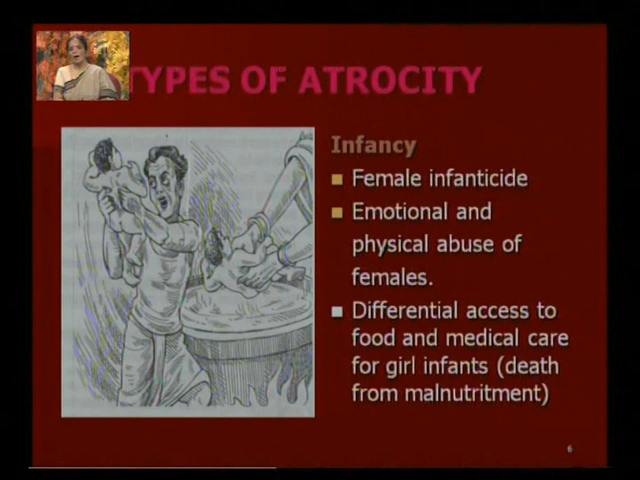 TYPES OF ATROCITY
Infancy
Female infanticide
Emotional and
physical abuse of
females.
Differential access to
food and medical care
for girl infants (death
from malnutritment)
6